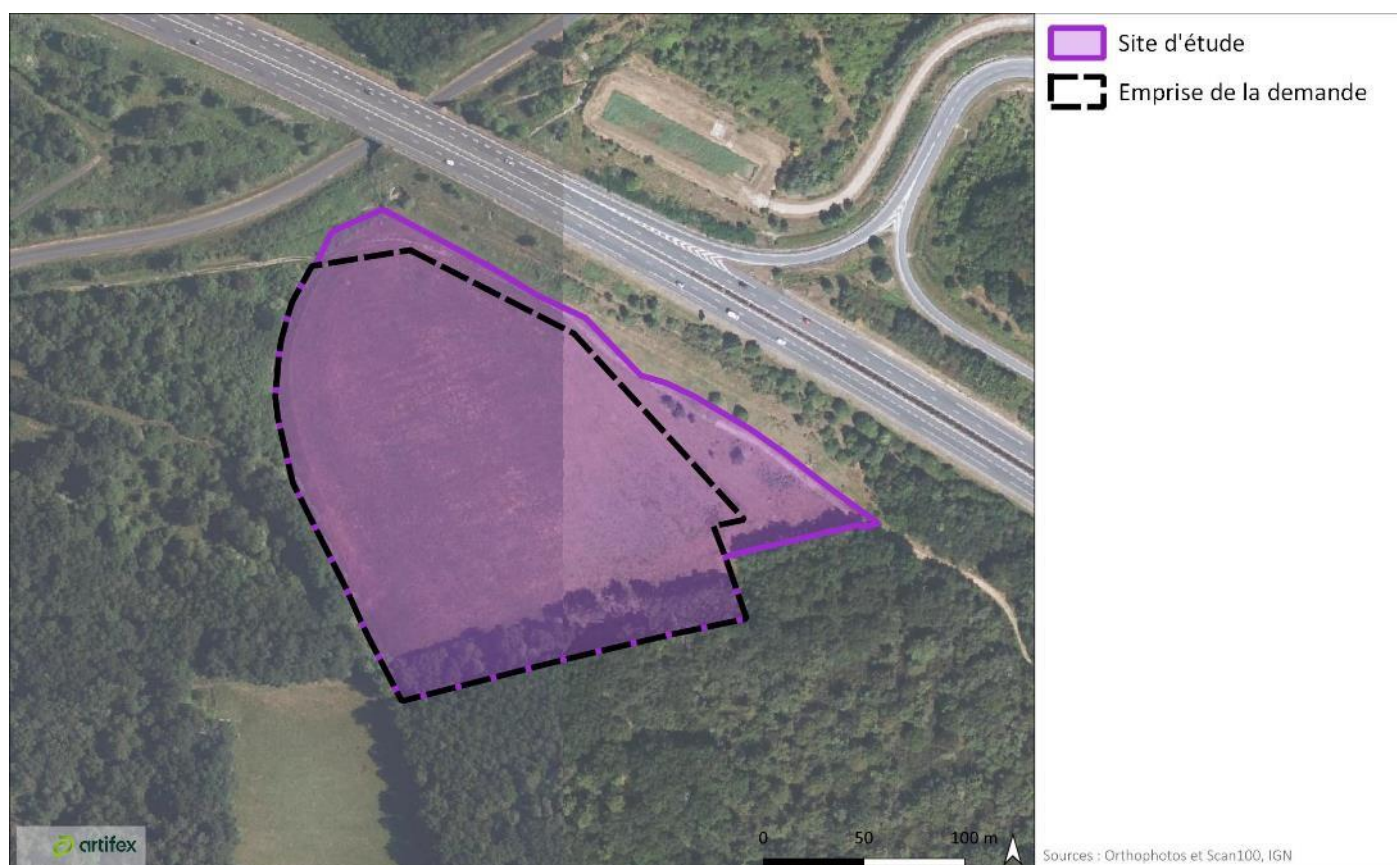 Site d'étude
Emprise de la demande
artifex
0 50 100 m
Sources : Orthophotos et Scan100, IGN